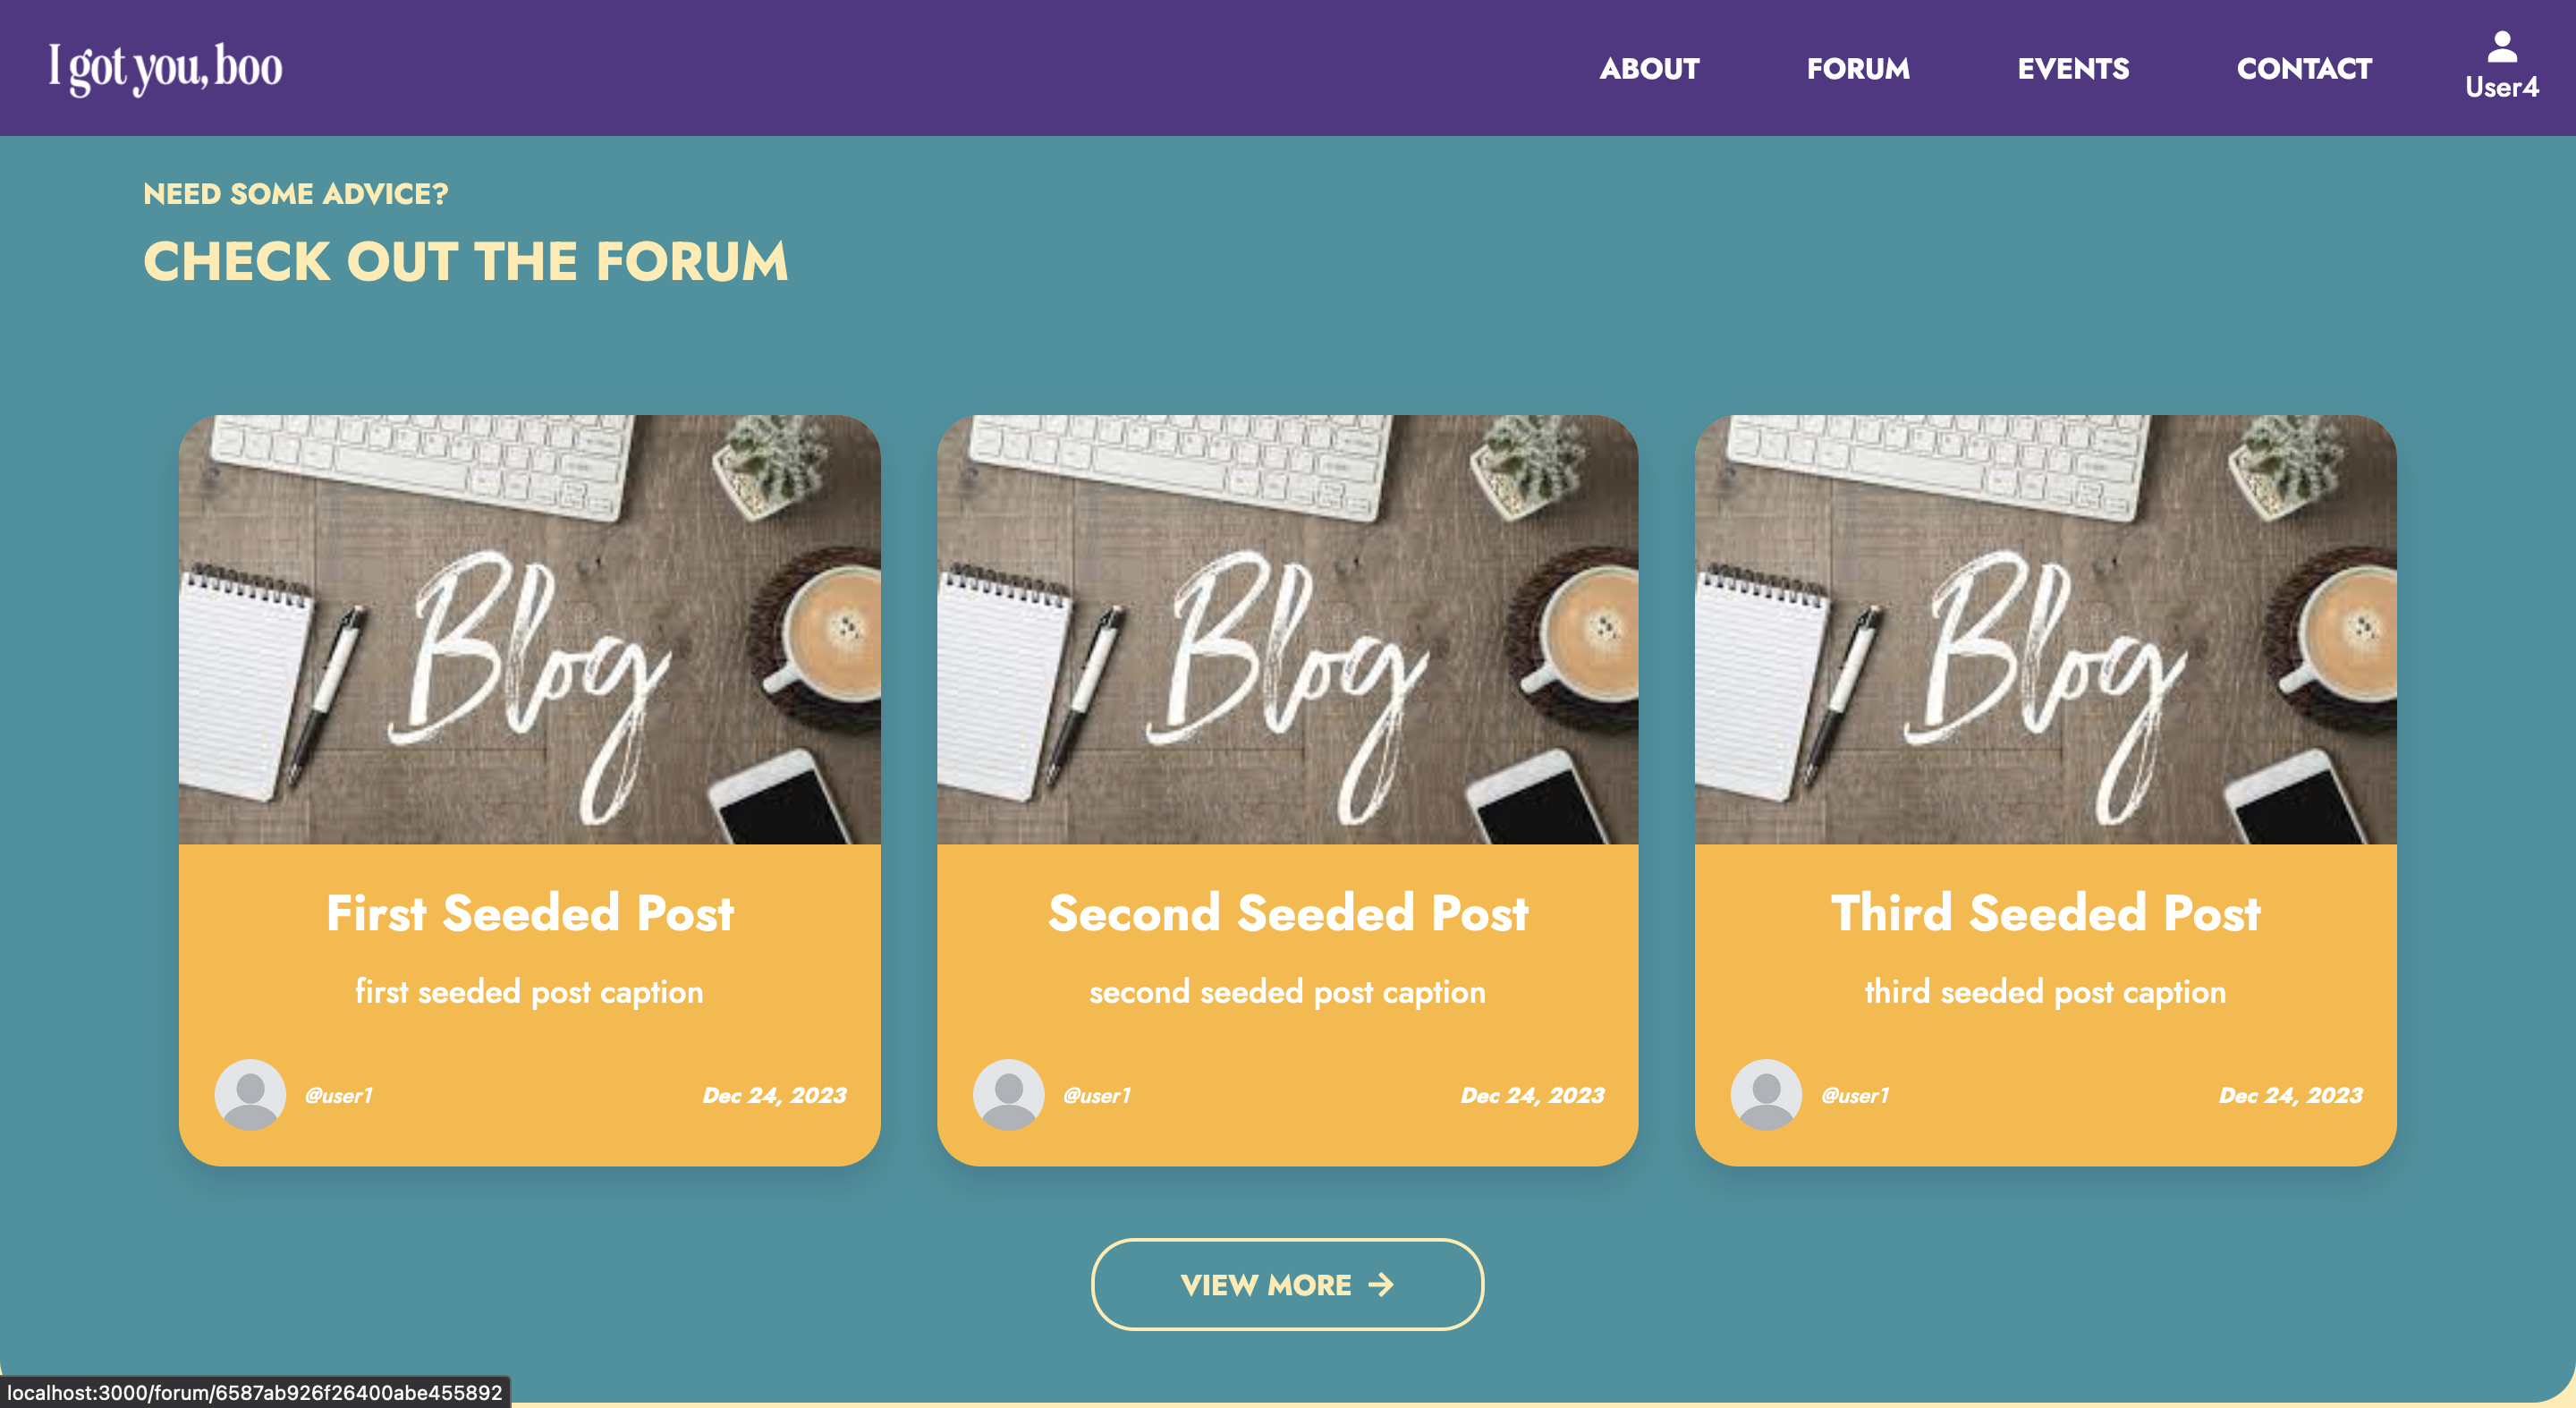 I got you, boo
ABOUT FORUM EVENTS CONTACT
User4
NEED SOME ADVICE?
CHECK OUT THE FORUM
Blog
Blog
Blog
First Seeded Post
first seeded post caption
@user1 Dec 24, 2023
Second Seeded Post
second seeded post caption
@user1 Dec 24, 2023
Third Seeded Post
third seeded post caption
@user1 Dec 24, 2023
VIEW MORE →
localhost:3000/forum/6587ab926f26400abe455892